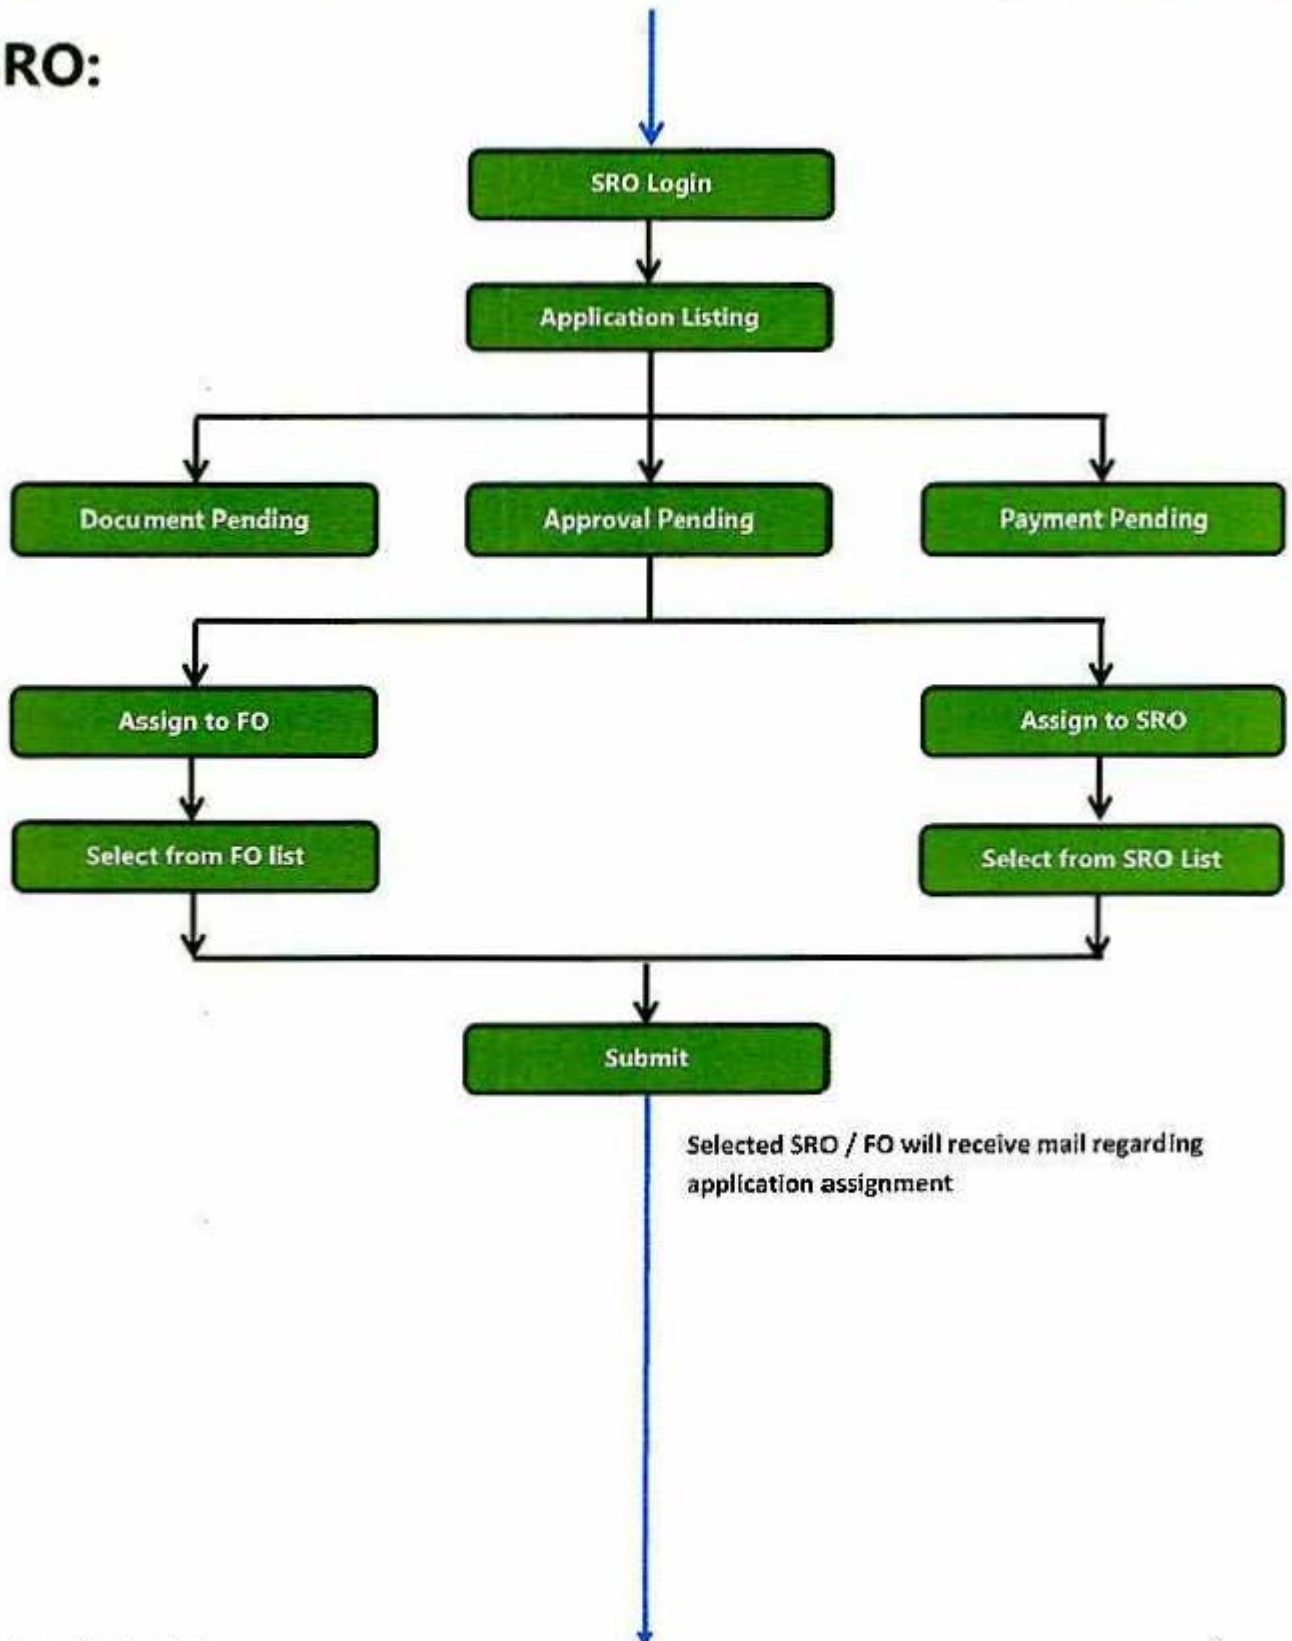 RO:
SRO Login
Application Listing
Document Pending
Approval Pending
Payment Pending
Assign to FO
Assign to SRO
Select from FO list
Select from SRO List
Submit
Selected SRO / FO will receive mail regarding
application assignment